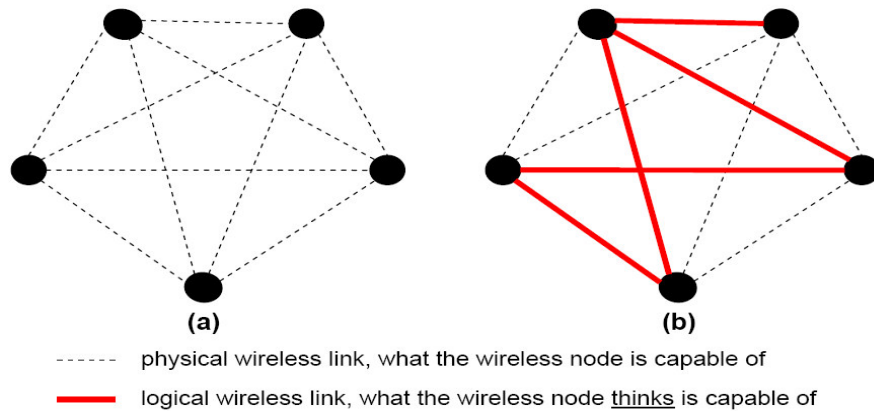 (a) (b)
physical wireless link, what the wireless node is capable of
logical wireless link, what the wireless node thinks is capable of